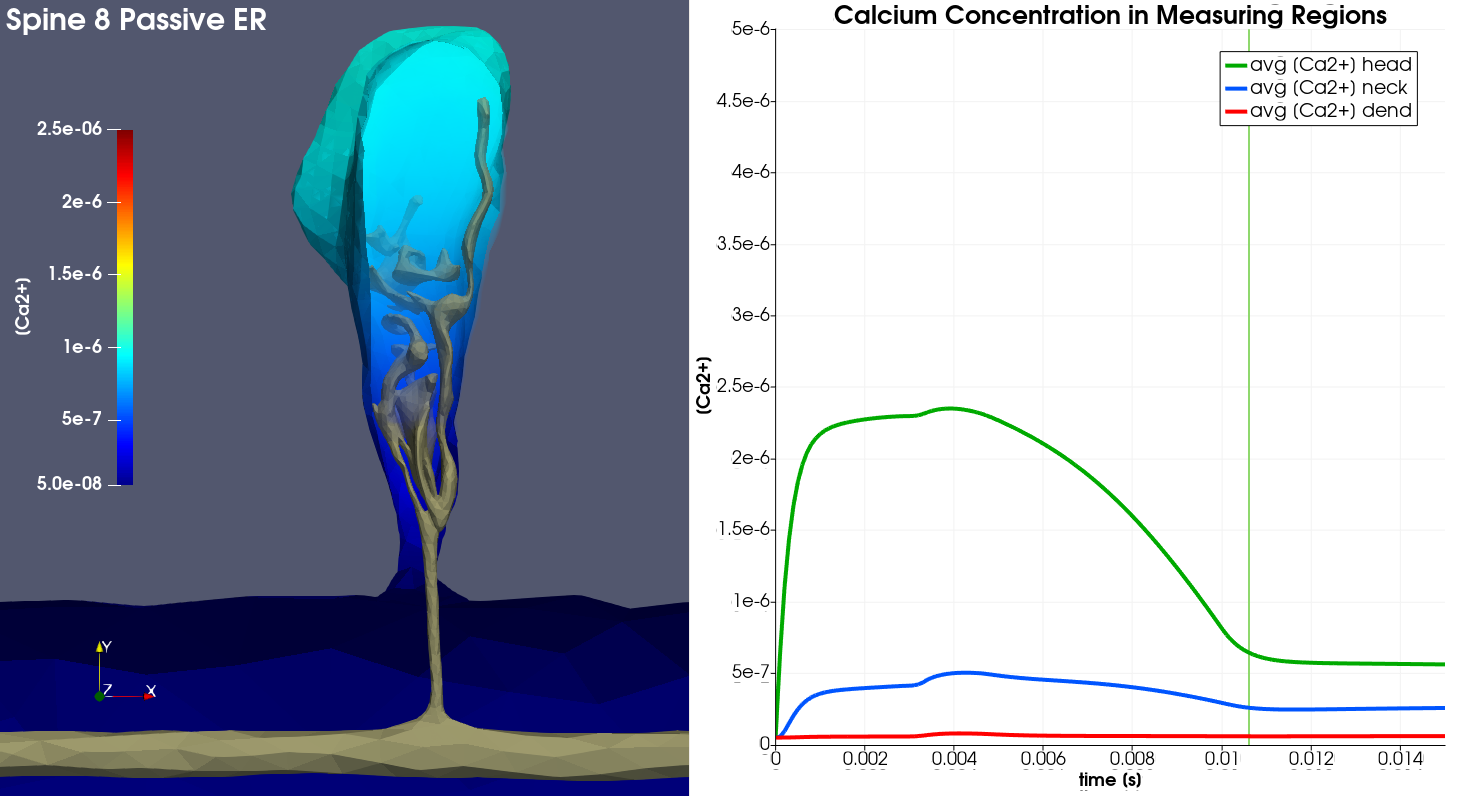 Spine 8 Passive ER
2.5e-06
2e-6
1.5e-6
1e-6
5e-7
5.0e-08
(Ca2+)
Y
Z
X
Calcium Concentration in Measuring Regions
avg (Ca2+) head
avg (Ca2+) neck
avg (Ca2+) dend
5e-6
4.5e-6
4e-6
3.5e-6
3e-6
2.5e-6
2e-6
1.5e-6
1e-6
5e-7
0
(Ca2+)
0 0.002 0.004 0.006 0.008 0.01 0.012 0.014
time (s)